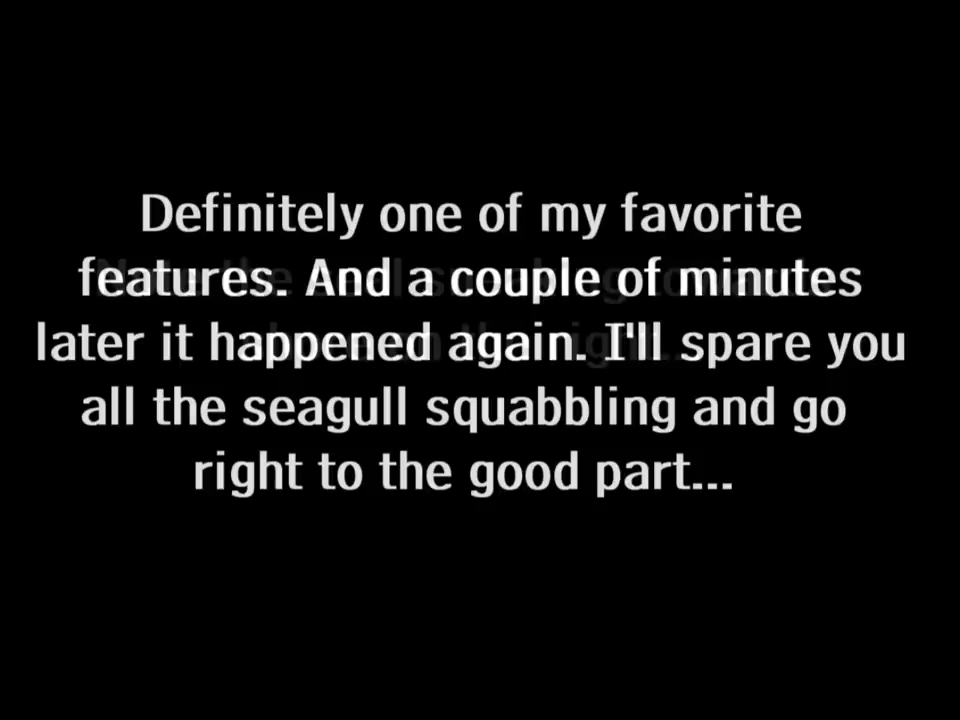 Definitely one of my favorite
features. And a couple of minutes
later it happened again. I'll spare you
all the seagull squabbling and go
right to the good part...